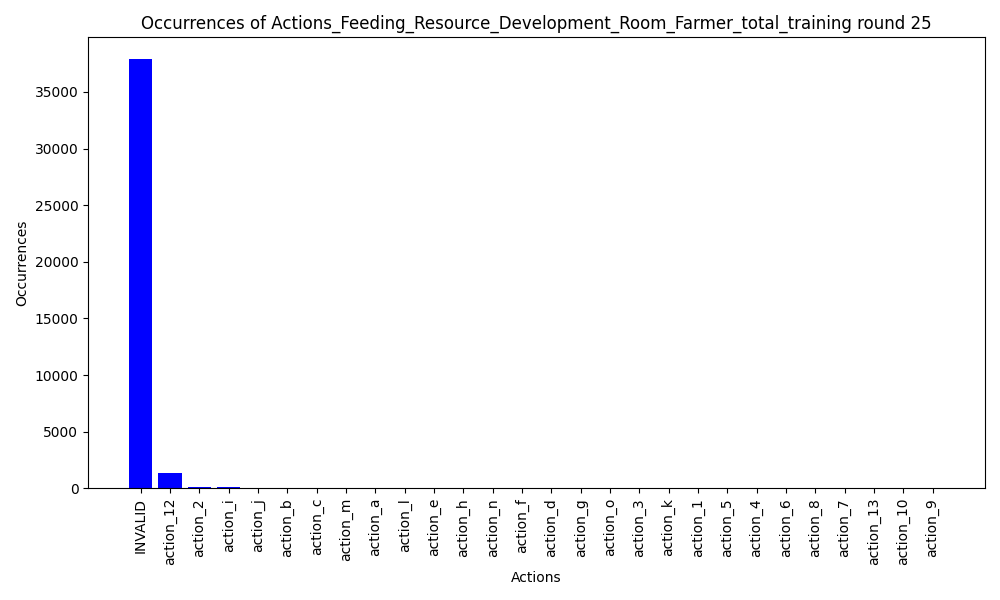 Occurrences of Actions_Feeding_Resource_Development_Room_Farmer_total_training round 25
Occurrences
35000
30000
25000
20000
15000
10000
5000
0
INVALID
action_12
action_2
action_i
action_j
action_b
action_c
action_m
action_a
action_l
action_e
action_h
action_n
action_f
action_d
action_g
action_o
action_3
action_k
action_1
action_5
action_4
action_6
action_8
action_7
action_13
action_10
action_9
Actions